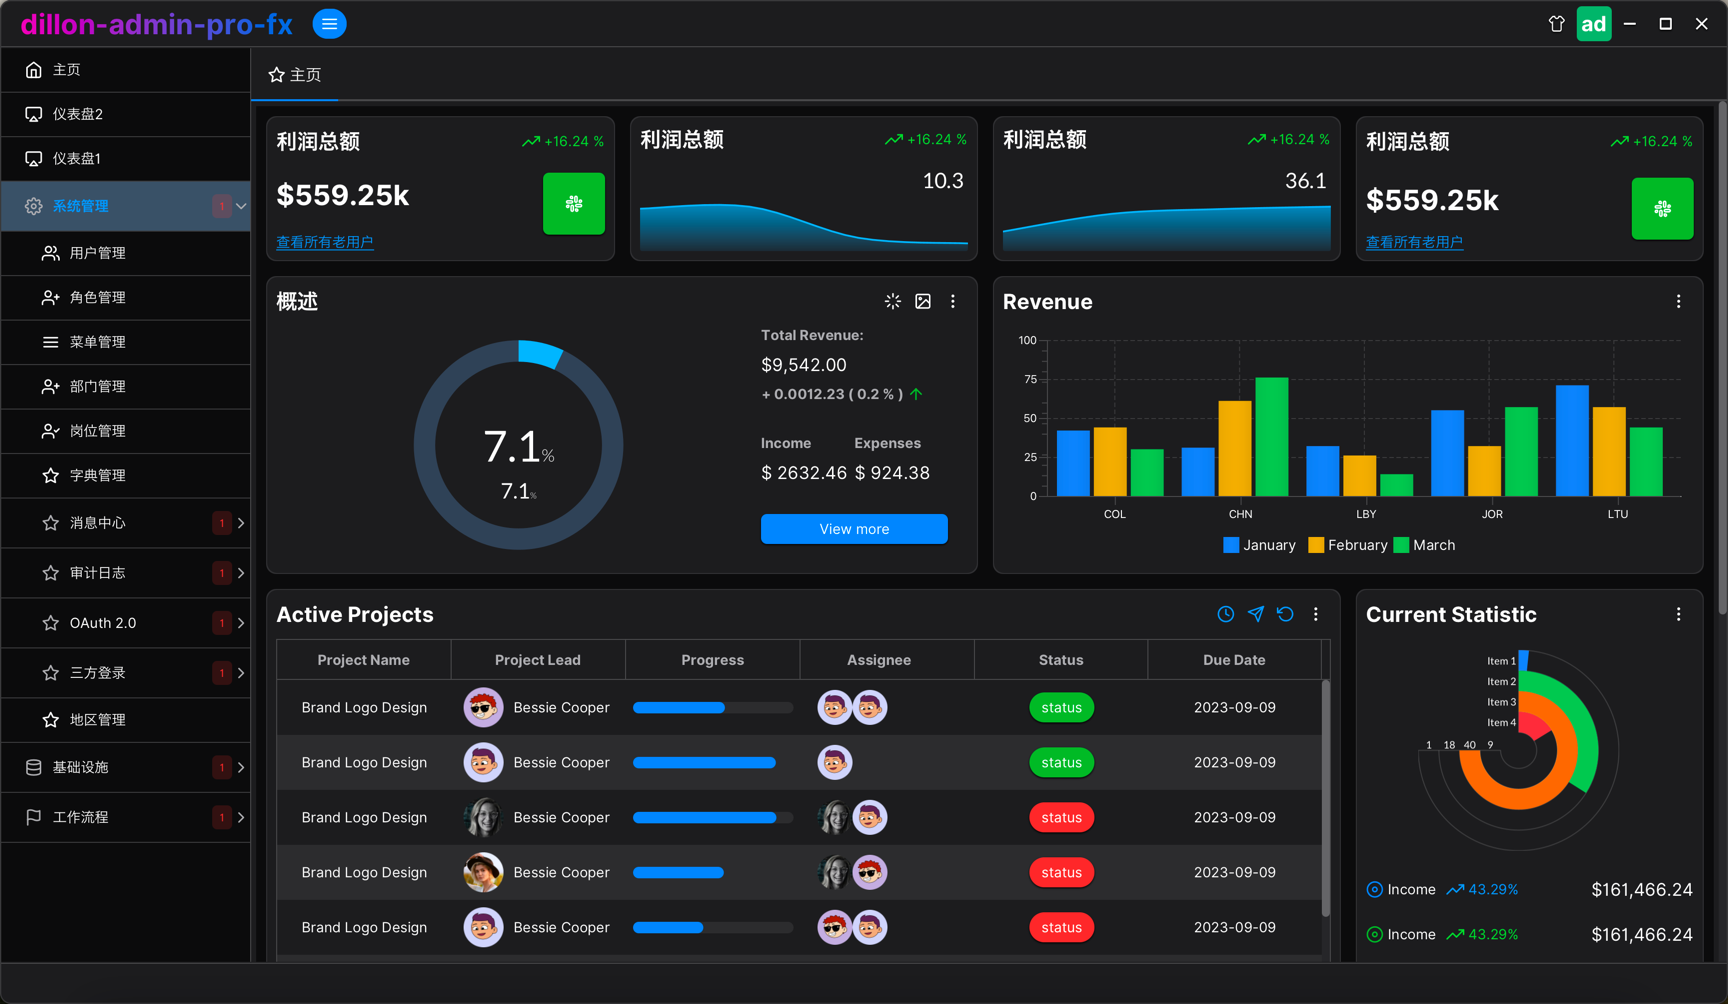 dillon-admin-pro-fx
ad
主页
仪表盘2
仪表盘1
系统管理 1
用户管理
角色管理
菜单管理
部门管理
岗位管理
字典管理
消息中心 1
审计日志 1
OAuth 2.0 1
三方登录 1
地区管理
基础设施 1
工作流程 1
主页
利润总额 +16.24 %
$559.25k
查看所有老用户
利润总额 +16.24 %
10.3
利润总额 +16.24 %
36.1
利润总额 +16.24 %
$559.25k
查看所有老用户
概述
7.1%
7.1%
Total Revenue:
$9,542.00
+ 0.0012.23 ( 0.2 % )
Income Expenses
$ 2632.46 $ 924.38
View more
Revenue
100
75
50
25
0
COL CHN LBY JOR LTU
January February March
Active Projects
Project Name Project Lead Progress Assignee Status Due Date
Brand Logo Design Bessie Cooper status 2023-09-09
Brand Logo Design Bessie Cooper status 2023-09-09
Brand Logo Design Bessie Cooper status 2023-09-09
Brand Logo Design Bessie Cooper status 2023-09-09
Brand Logo Design Bessie Cooper status 2023-09-09
Current Statistic
Item 1
Item 2
Item 3
Item 4
1 18 40 9
Income 43.29% $161,466.24
Income 43.29% $161,466.24